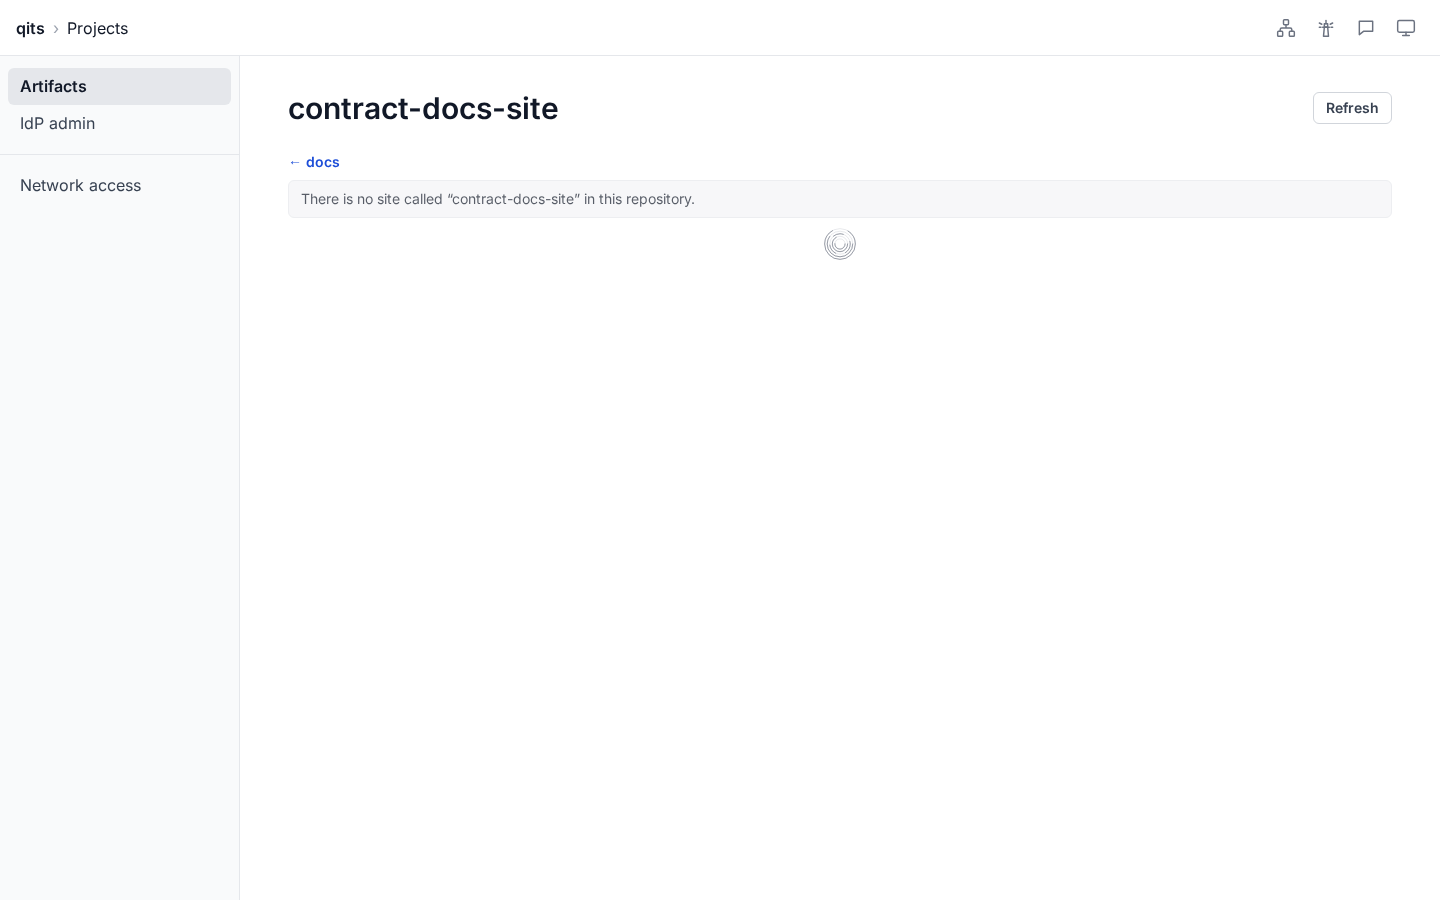 qits › Projects
Artifacts
IdP admin
Network access
contract-docs-site
Refresh
← docs
There is no site called “contract-docs-site” in this repository.